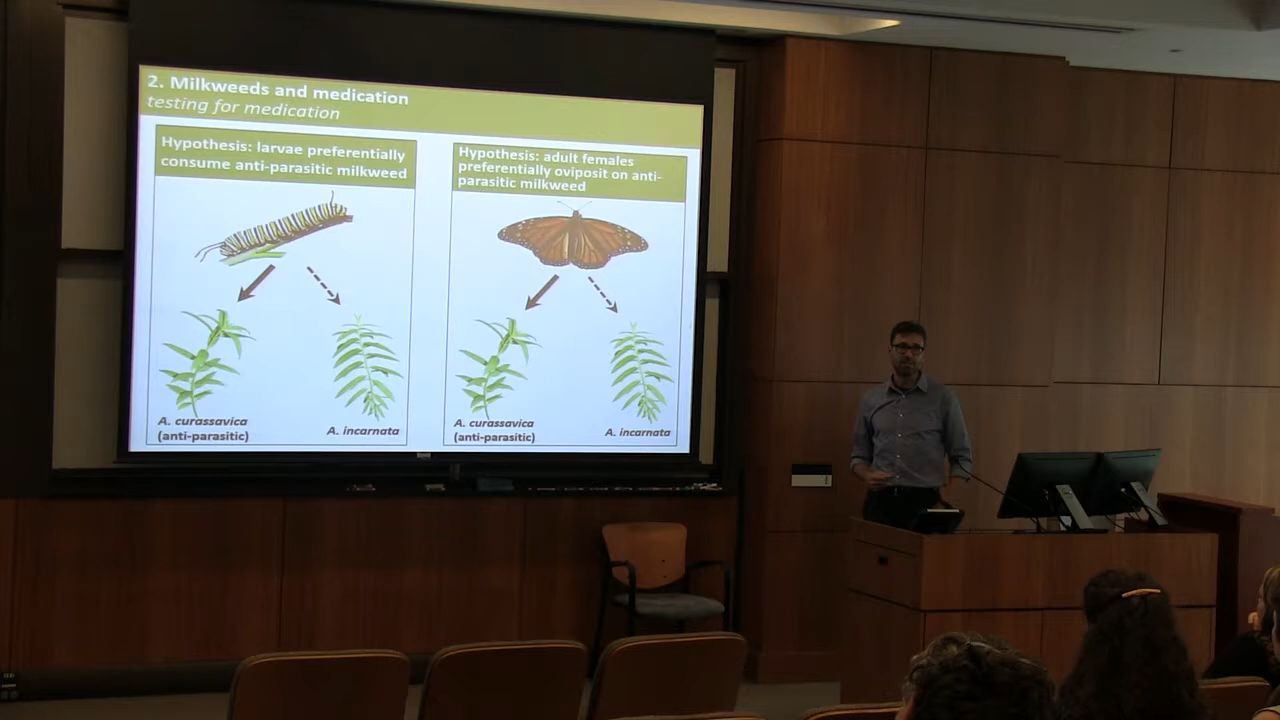 2. Milkweeds and medication
testing for medication
Hypothesis: larvae preferentially
consume anti-parasitic milkweed
A. curassavica
(anti-parasitic)
A. incarnata
Hypothesis: adult females
preferentially oviposit on anti-
parasitic milkweed
A. curassavica
(anti-parasitic)
A. incarnata